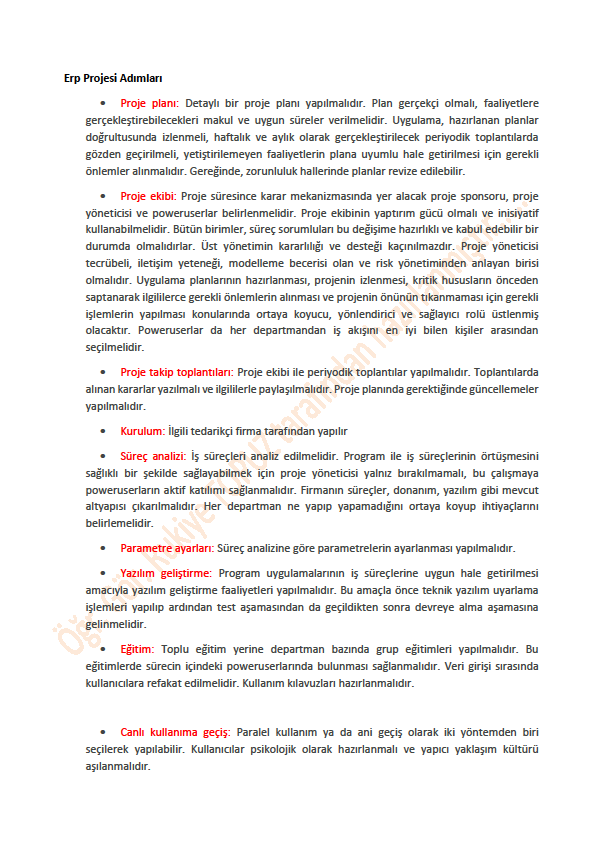 Erp Projesi Adımları
• Proje planı: Detaylı bir proje planı yapılmalıdır. Plan gerçekçi olmalı, faaliyetlere
gerçekleştirebilecekleri makul ve uygun süreler verilmelidir. Uygulama, hazırlanan planlar
doğrultusunda izlenmeli, haftalık ve aylık olarak gerçekleştirilecek periyodik toplantılarda
gözden geçirilmeli, yetiştirilemeyen faaliyetlerin plana uyumlu hale getirilmesi için gerekli
önlemler alınmalıdır. Gereğinde, zorunluluk hallerinde planlar revize edilebilir.
• Proje ekibi: Proje süresince karar mekanizmasında yer alacak proje sponsoru, proje
yöneticisi ve poweruserlar belirlenmelidir. Proje ekibinin yaptırım gücü olmalı ve inisiyatif
kullanabilmelidir. Bütün birimler, süreç sorumluları bu değişime hazırlıklı ve kabul edebilir bir
durumda olmalıdırlar. Üst yönetimin kararlılığı ve desteği kaçınılmazdır. Proje yöneticisi
tecrübeli, iletişim yeteneği, modelleme becerisi olan ve risk yönetiminden anlayan birisi
olmalıdır. Uygulama planlarının hazırlanması, projenin izlenmesi, kritik hususların önceden
saptanarak ilgililerce gerekli önlemlerin alınması ve projenin önünün tıkanmaması için gerekli
işlemlerin yapılması konularında ortaya koyucu, yönlendirici ve sağlayıcı rolü üstlenmiş
olacaktır. Poweruserlar da her departmandan iş akışını en iyi bilen kişiler arasından
seçilmelidir.
• Proje takip toplantıları: Proje ekibi ile periyodik toplantılar yapılmalıdır. Toplantılarda
alınan kararlar yazılmalı ve ilgililerle paylaşılmalıdır. Proje planında gerektiğinde güncellemeler
yapılmalıdır.
• Kurulum: İlgili tedarikçi firma tarafından yapılır
• Süreç analizi: İş süreçleri analiz edilmelidir. Program ile iş süreçlerinin örtüşmesini
sağlıklı bir şekilde sağlayabilmek için proje yöneticisi yalnız bırakılmamalı, bu çalışmaya
poweruserların aktif katılımı sağlanmalıdır. Firmanın süreçler, donanım, yazılım gibi mevcut
altyapısı çıkarılmalıdır. Her departman ne yapıp yapamadığını ortaya koyup ihtiyaçlarını
belirlemelidir.
• Parametre ayarları: Süreç analizine göre parametrelerin ayarlanması yapılmalıdır.
• Yazılım geliştirme: Program uygulamalarının iş süreçlerine uygun hale getirilmesi
amacıyla yazılım geliştirme faaliyetleri yapılmalıdır. Bu amaçla önce teknik yazılım uyarlama
işlemleri yapılıp ardından test aşamasından da geçildikten sonra devreye alma aşamasına
gelinmelidir.
• Eğitim: Toplu eğitim yerine departman bazında grup eğitimleri yapılmalıdır. Bu
eğitimlerde sürecin içindeki poweruserlarında bulunması sağlanmalıdır. Veri girişi sırasında
kullanıcılara refakat edilmelidir. Kullanım kılavuzları hazırlanmalıdır.
• Canlı kullanıma geçiş: Paralel kullanım ya da ani geçiş olarak iki yöntemden biri
seçilerek yapılabilir. Kullanıcılar psikolojik olarak hazırlanmalı ve yapıcı yaklaşım kültürü
aşılanmalıdır.
tarafından hazırlanmıştır